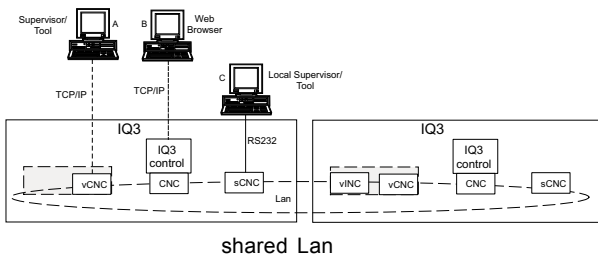 Supervisor/
Tool
A
B
Web
Browser
C
Local Supervisor/
Tool
TCP/IP
TCP/IP
RS232
IQ3
IQ3
IQ3
control
IQ3
control
vCNC
CNC
sCNC
vINC
vCNC
CNC
sCNC
Lan
shared Lan